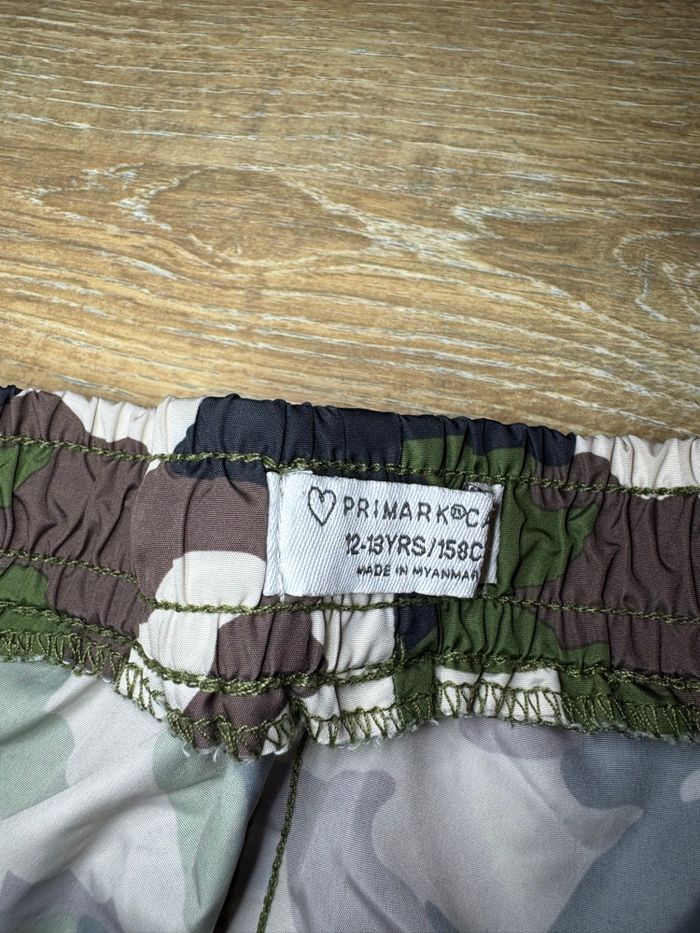 ♡ PRIMARK® CA
12-13YRS/158C
MADE IN MYANMAR